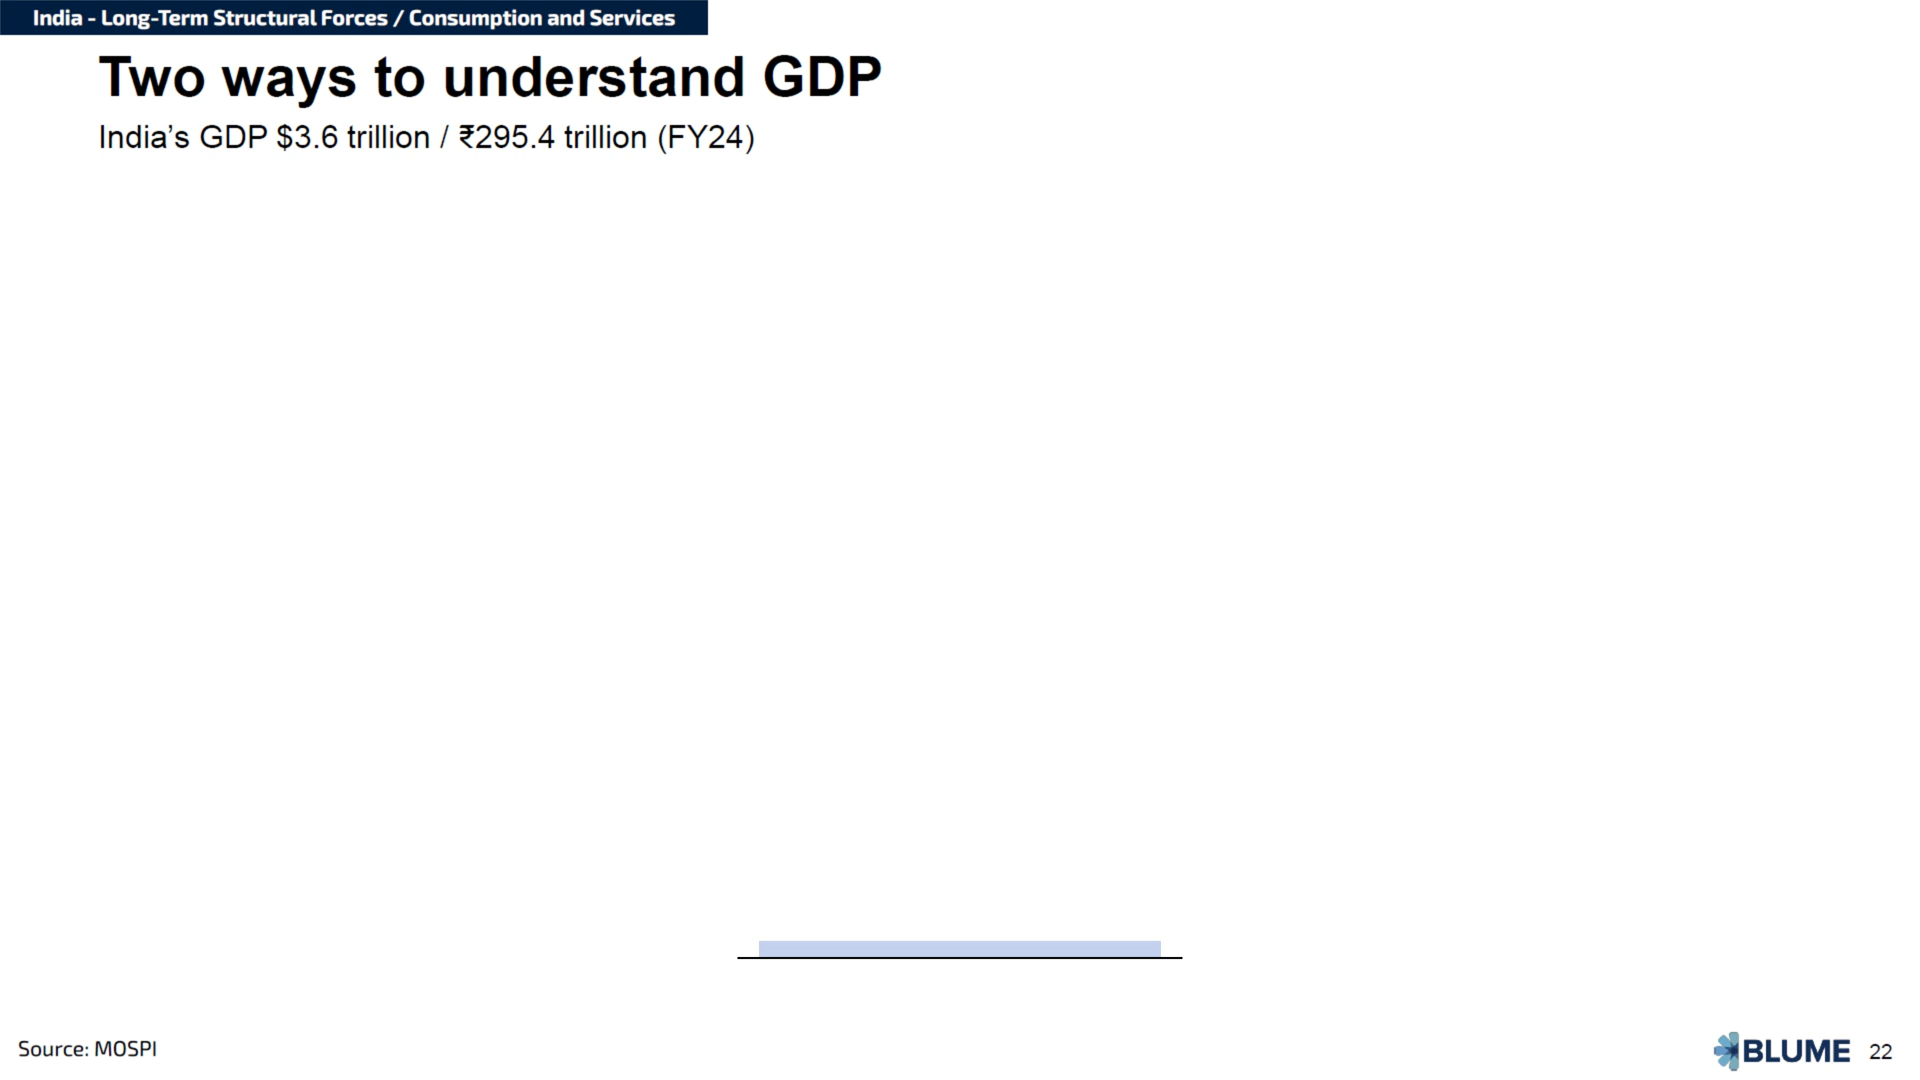 India - Long-Term Structural Forces / Consumption and Services
Two ways to understand GDP
India’s GDP $3.6 trillion / ₹295.4 trillion (FY24)
Source: MOSPI
BLUME 22